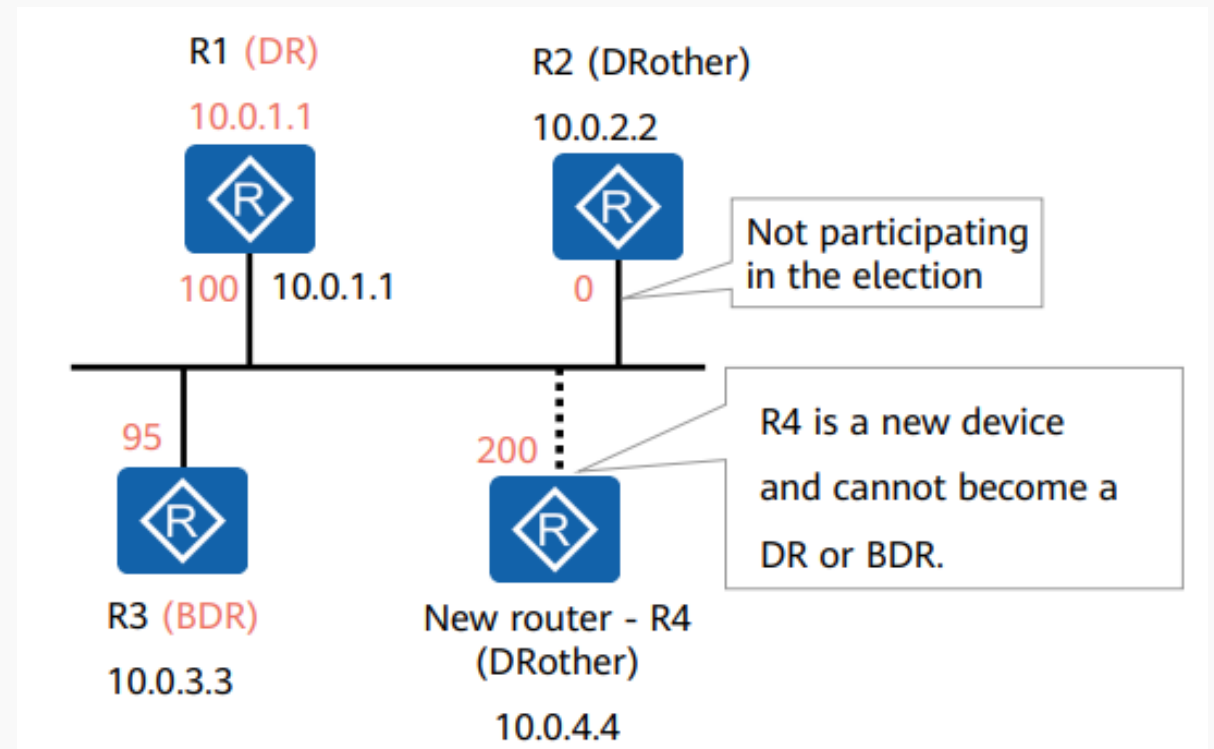 R1 (DR)
10.0.1.1
R
100
10.0.1.1
R2 (DRother)
10.0.2.2
R
0
Not participating
in the election
95
R
R3 (BDR)
10.0.3.3
200
R
New router - R4
(DRother)
10.0.4.4
R4 is a new device
and cannot become a
DR or BDR.